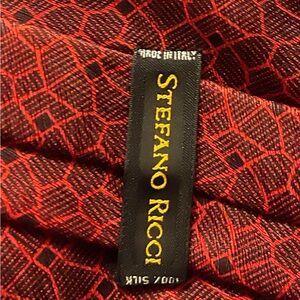 MADE IN ITALY
STEFANO RICCI
100% SILK